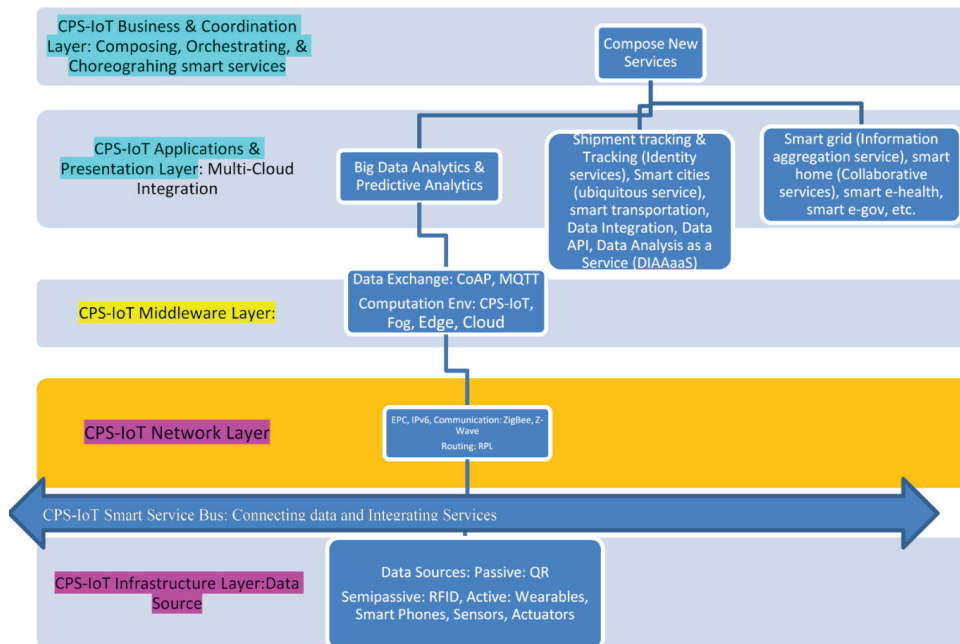 CPS-IoT Business & Coordination
Layer: Composing, Orchestrating, &
Choreograhing smart services
Compose New
Services
CPS-IoT Applications &
Presentation Layer: Multi-Cloud
Integration
Big Data Analytics &
Predictive Analytics
Shipment tracking &
Tracking (Identity
services), Smart cities
(ubiquitous service),
smart transportation,
Data Integration, Data
API, Data Analysis as a
Service (DIAAaaS)
Smart grid (Information
aggregation service), smart
home (Collaborative
services), smart e-health,
smart e-gov, etc.
CPS-IoT Middleware Layer:
Data Exchange: CoAP, MQTT
Computation Env: CPS-IoT,
Fog, Edge, Cloud
CPS-IoT Network Layer
EPC, IPv6, Communication: ZigBee, Z-
Wave
Routing: RPL
CPS-IoT Smart Service Bus: Connecting data and Integrating Services
CPS-IoT Infrastructure Layer:Data
Source
Data Sources: Passive: QR
Semipassive: RFID, Active: Wearables,
Smart Phones, Sensors, Actuators